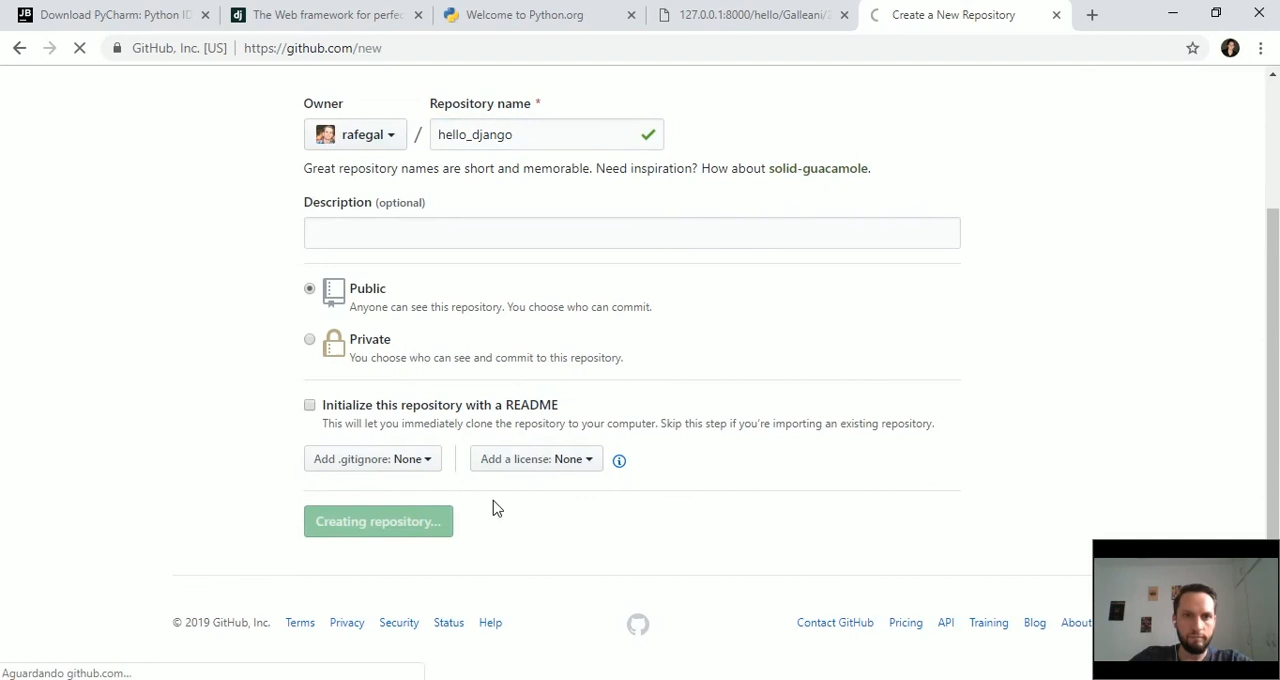 Download PyCharm: Python ID
The Web framework for perfec
Welcome to Python.org
127.0.0.1:8000/hello/Galleani/2
Create a New Repository
GitHub, Inc. [US] | https://github.com/new
Owner
Repository name *
rafegal / hello_django
Great repository names are short and memorable. Need inspiration? How about solid-guacamole.
Description (optional)
Public
Anyone can see this repository. You choose who can commit.
Private
You choose who can see and commit to this repository.
Initialize this repository with a README
This will let you immediately clone the repository to your computer. Skip this step if you're importing an existing repository.
Add .gitignore: None
Add a license: None
Creating repository...
© 2019 GitHub, Inc. Terms Privacy Security Status Help
Contact GitHub Pricing API Training Blog About
Aguardando github.com...